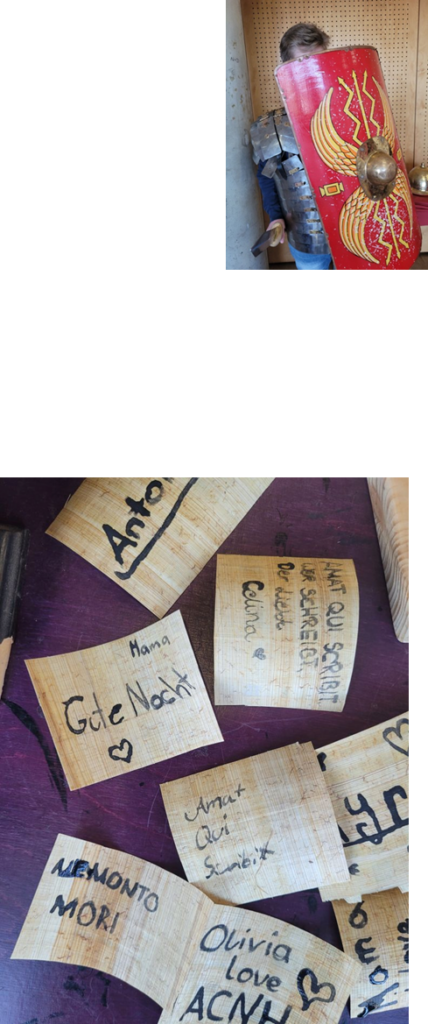 Anto
AMAT QUI SCRIBIT
WER SCHREIBT,
Der Liebt
Celina
Mama
Gute Nacht
Amat
Qui
Scribit
MEMONTO
MORI
Olivia
love
ACNH